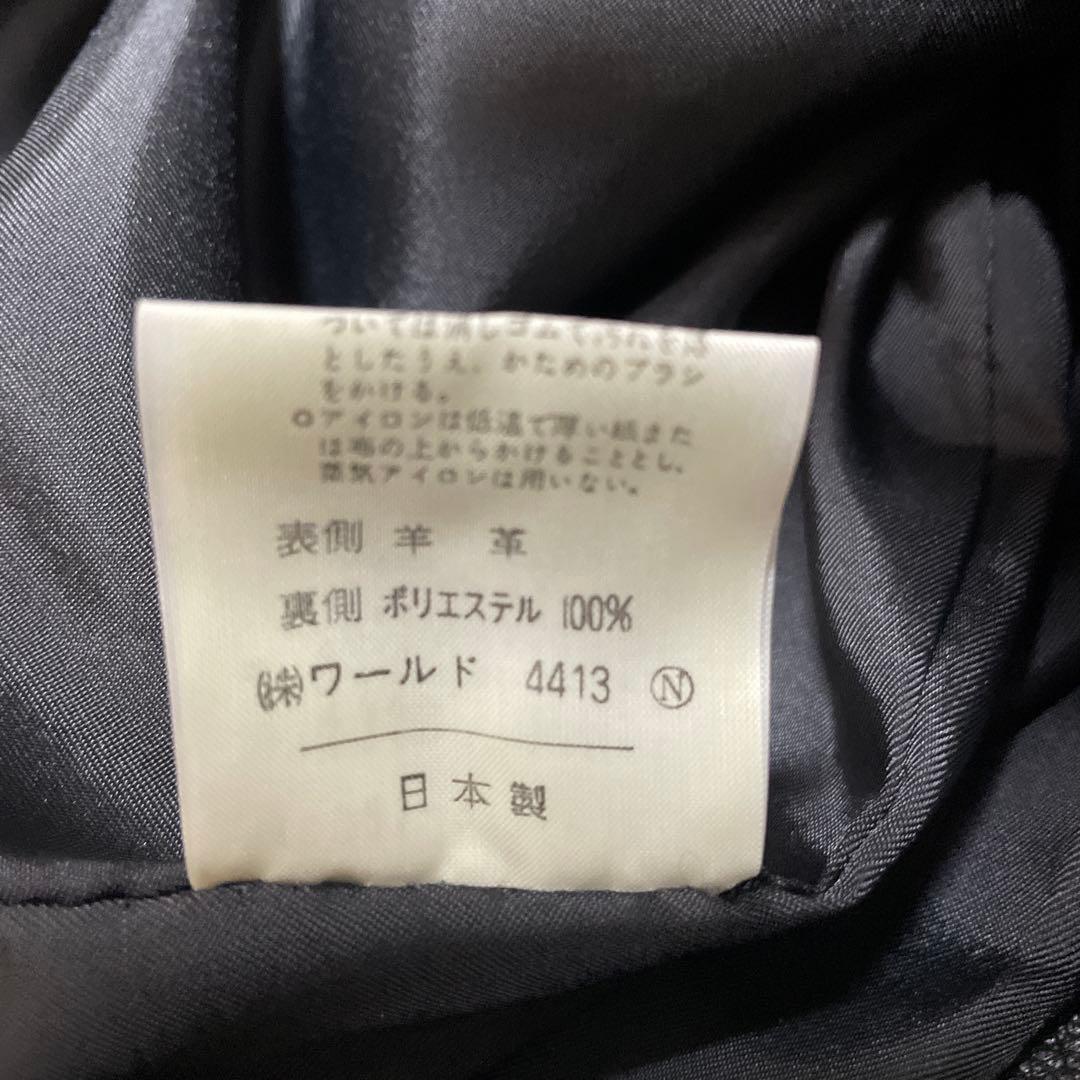 ついては消しゴムで汚れを落
としたうえ、かためのブラシ
をかける。
○アイロンは低温で厚い紙また
は布の上からかけることとし、
蒸気アイロンは用いない。
表側 羊 革
裏側 ポリエステル 100%
㈱ワールド 4413 Ⓝ
日本製